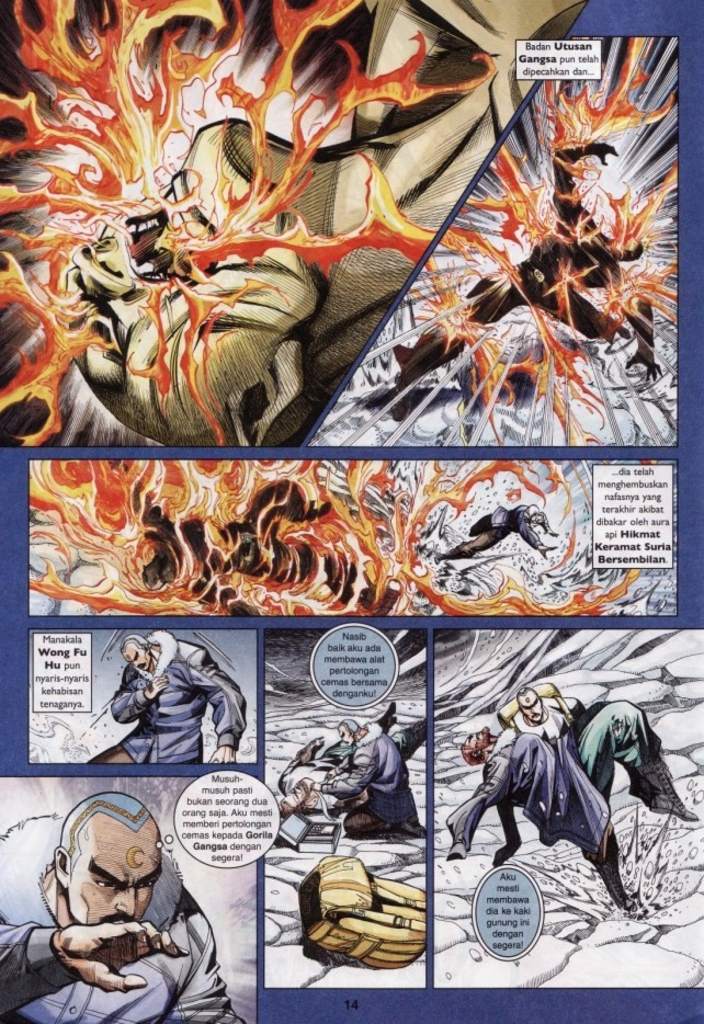 Badan Utusan
Gangsa pun telah
dipecahkan dan...
...dia telah
menghembuskan
nafasnya yang
terakhir akibat
dibakar oleh aura
api Hikmat
Keramat Suria
Bersembilan.
Manakala
Wong Fu
Hu pun
nyaris-nyaris
kehabisan
tenaganya.
Musuh-
musuh pasti
bukan seorang dua
orang saja. Aku mesti
memberi pertolongan
cemas kepada Gorila
Gangsa dengan
segera!
Nasib
baik aku ada
membawa alat
pertolongan
cemas bersama
denganku!
Aku
mesti
membawa
dia ke kaki
gunung ini
dengan
segera!
14